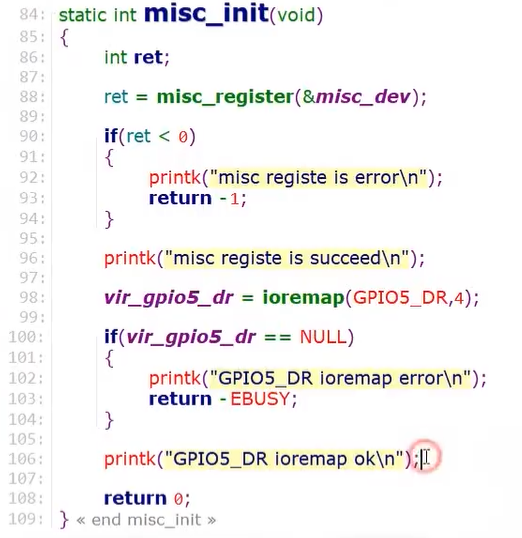 84: static int misc_init(void)
85: {
86: int ret;
87:
88: ret = misc_register(&misc_dev);
89:
90: if(ret < 0)
91: {
92: printk("misc registe is error\n");
93: return -1;
94: }
95:
96: printk("misc registe is succeed\n");
97:
98: vir_gpio5_dr = ioremap(GPIO5_DR,4);
99:
100: if(vir_gpio5_dr == NULL)
101: {
102: printk("GPIO5_DR ioremap error\n");
103: return -EBUSY;
104: }
105:
106: printk("GPIO5_DR ioremap ok\n");
107:
108: return 0;
109: } « end misc_init »